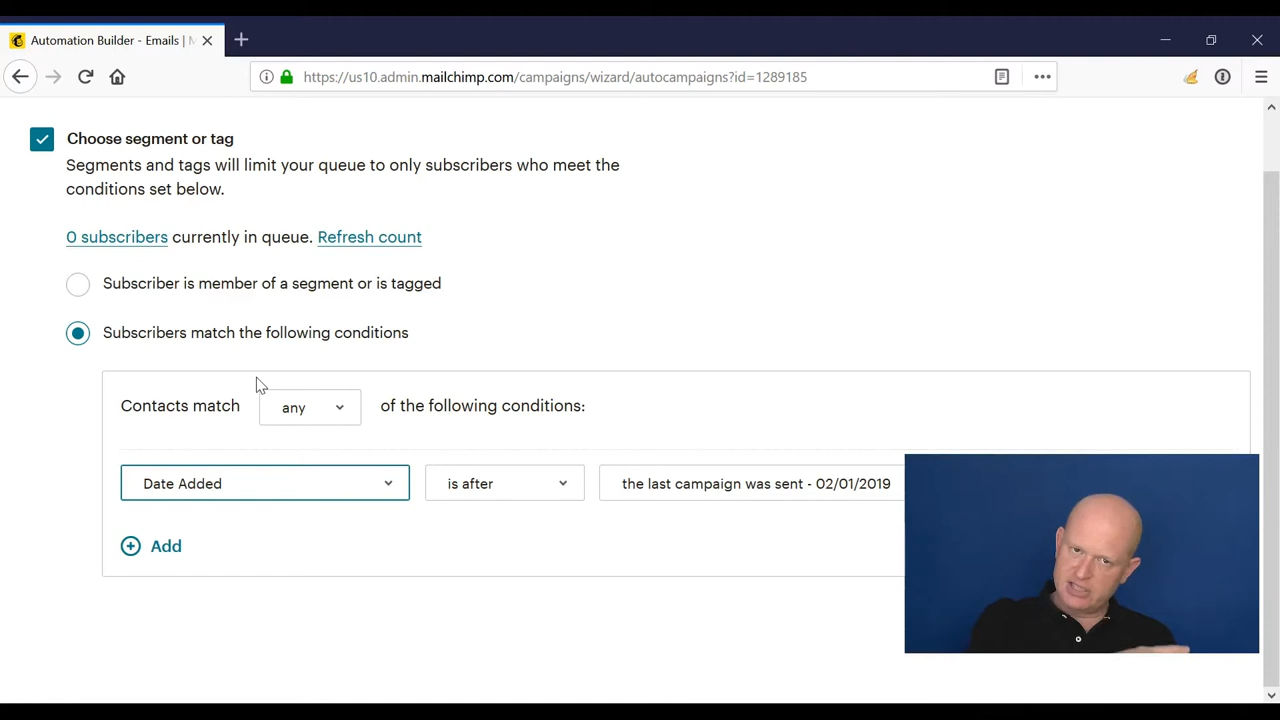 Automation Builder - Emails | M
https://us10.admin.mailchimp.com/campaigns/wizard/autocampaigns?id=1289185
Choose segment or tag
Segments and tags will limit your queue to only subscribers who meet the
conditions set below.
0 subscribers currently in queue. Refresh count
Subscriber is member of a segment or is tagged
Subscribers match the following conditions
Contacts match any of the following conditions:
Date Added is after the last campaign was sent - 02/01/2019
Add